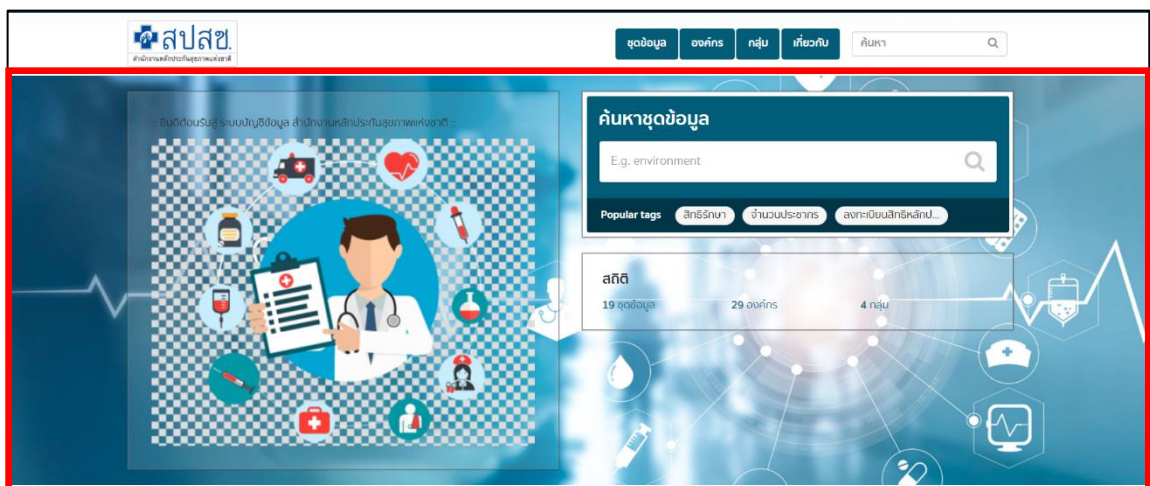 สปสช.
สำนักงานหลักประกันสุขภาพแห่งชาติ
ชุดข้อมูล องค์กร กลุ่ม เกี่ยวกับ ค้นหา
:: ยินดีต้อนรับสู่ ระบบบัญชีข้อมูล สำนักงานหลักประกันสุขภาพแห่งชาติ ::
ค้นหาชุดข้อมูล
E.g. environment
Popular tags สิทธิรักษา จำนวนประชากร ลงทะเบียนสิทธิหลักป...
สถิติ
19 ชุดข้อมูล 29 องค์กร 4 กลุ่ม